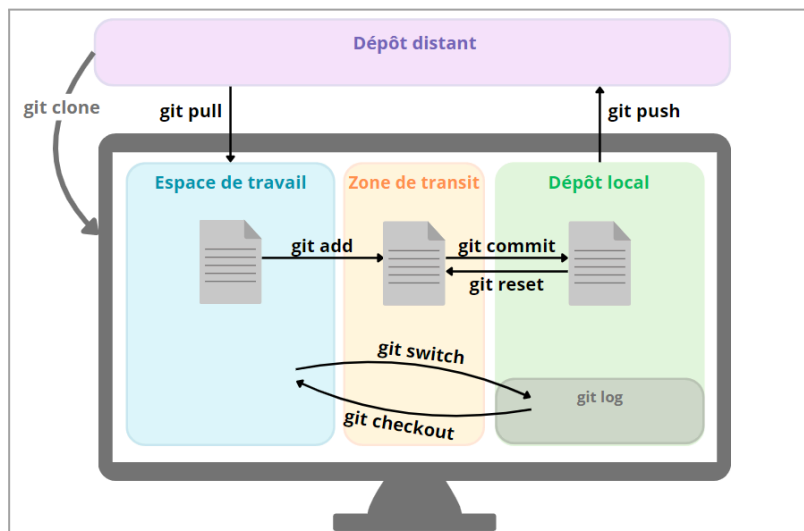 Dépôt distant
git clone
git pull
git push
Espace de travail
Zone de transit
Dépôt local
git add
git commit
git reset
git switch
git checkout
git log